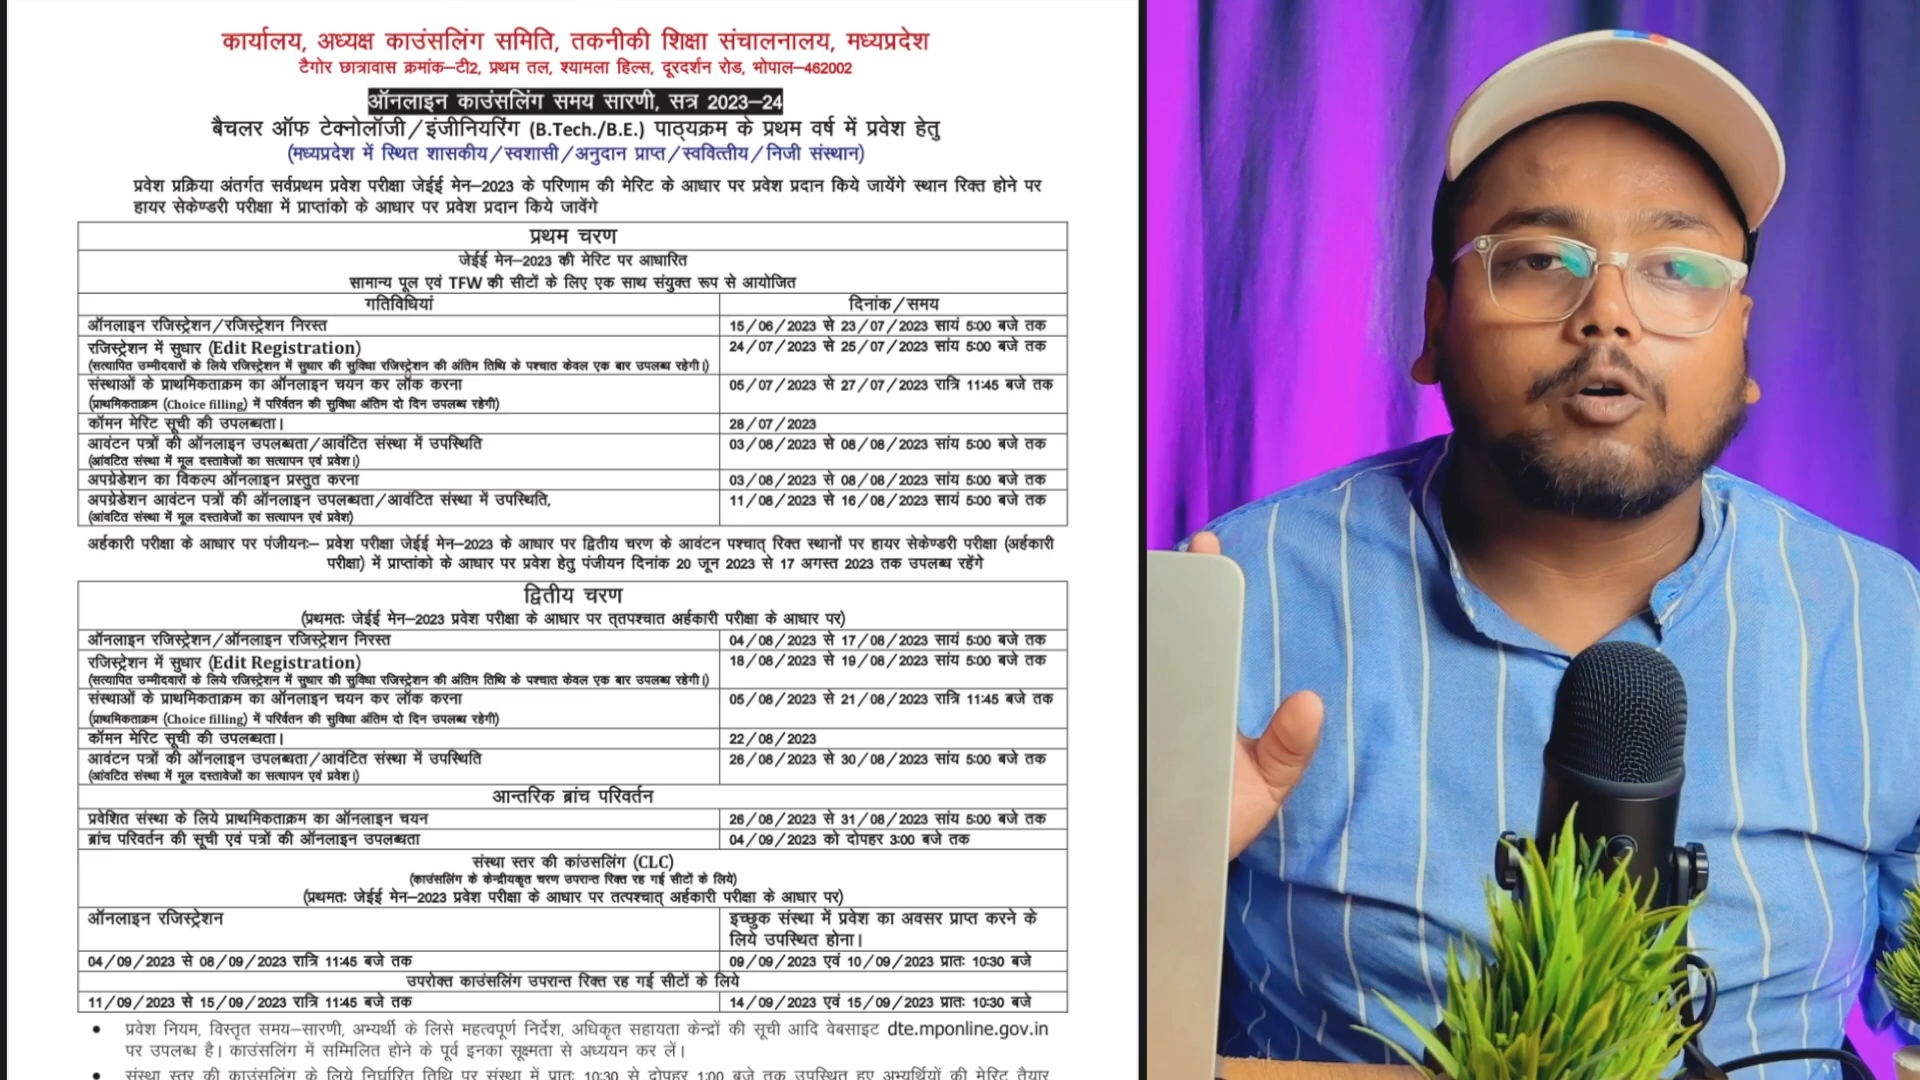 कार्यालय, अध्यक्ष काउंसलिंग समिति, तकनीकी शिक्षा संचालनालय, मध्यप्रदेश
टैगोर छात्रावास क्रमांक–टी2, प्रथम तल, श्यामला हिल्स, दूरदर्शन रोड, भोपाल–462002
ऑनलाइन काउंसलिंग समय सारणी, सत्र 2023–24
बैचलर ऑफ टेक्नोलॉजी/इंजीनियरिंग (B.Tech./B.E.) पाठ्यक्रम के प्रथम वर्ष में प्रवेश हेतु
(मध्यप्रदेश में स्थित शासकीय/स्वशासी/अनुदान प्राप्त/स्ववित्तीय/निजी संस्थान)
प्रवेश प्रक्रिया अंतर्गत सर्वप्रथम प्रवेश परीक्षा जेईई मेन–2023 के परिणाम की मेरिट के आधार पर प्रवेश प्रदान किये जायेंगे स्थान रिक्त होने पर
हायर सेकेण्डरी परीक्षा में प्राप्तांको के आधार पर प्रवेश प्रदान किये जावेंगे
प्रथम चरण
जेईई मेन–2023 की मेरिट पर आधारित
सामान्य पूल एवं TFW की सीटों के लिए एक साथ संयुक्त रूप से आयोजित
गतिविधियां दिनांक/समय
ऑनलाइन रजिस्ट्रेशन/रजिस्ट्रेशन निरस्त 15/06/2023 से 23/07/2023 सायं 5:00 बजे तक
रजिस्ट्रेशन में सुधार (Edit Registration) 24/07/2023 से 25/07/2023 सांय 5:00 बजे तक
(सत्यापित उम्मीदवारों के लिये रजिस्ट्रेशन में सुधार की सुविधा रजिस्ट्रेशन की अंतिम तिथि के पश्चात केवल एक बार उपलब्ध रहेगी।)
संस्थाओं के प्राथमिकताक्रम का ऑनलाइन चयन कर लॉक करना 05/07/2023 से 27/07/2023 रात्रि 11:45 बजे तक
(प्राथमिकताक्रम (Choice filling) में परिर्वतन की सुविधा अंतिम दो दिन उपलब्ध रहेगी)
कॉमन मेरिट सूची की उपलब्धता। 28/07/2023
आवंटन पत्रों की ऑनलाइन उपलब्धता/आवंटित संस्था में उपस्थिति 03/08/2023 से 08/08/2023 सांय 5:00 बजे तक
(आंवटित संस्था में मूल दस्तावेजों का सत्यापन एवं प्रवेश।)
अपग्रेडेशन का विकल्प ऑनलाइन प्रस्तुत करना 03/08/2023 से 08/08/2023 सांय 5:00 बजे तक
अपग्रेडेशन आवंटन पत्रों की ऑनलाइन उपलब्धता/आवंटित संस्था में उपस्थिति, 11/08/2023 से 16/08/2023 सायं 5:00 बजे तक
(आंवटित संस्था में मूल दस्तावेजों का सत्यापन एवं प्रवेश)
अर्हकारी परीक्षा के आधार पर पंजीयनः– प्रवेश परीक्षा जेईई मेन–2023 के आधार पर द्वितीय चरण के आवंटन पश्चात् रिक्त स्थानों पर हायर सेकेण्डरी परीक्षा (अर्हकारी
परीक्षा) में प्राप्तांको के आधार पर प्रवेश हेतु पंजीयन दिनांक 20 जून 2023 से 17 अगस्त 2023 तक उपलब्ध रहेंगे
द्वितीय चरण
(प्रथमतः जेईई मेन–2023 प्रवेश परीक्षा के आधार पर त्तपश्चात अर्हकारी परीक्षा के आधार पर)
ऑनलाइन रजिस्ट्रेशन/ऑनलाइन रजिस्ट्रेशन निरस्त 04/08/2023 से 17/08/2023 सायं 5:00 बजे तक
रजिस्ट्रेशन में सुधार (Edit Registration) 18/08/2023 से 19/08/2023 सांय 5:00 बजे तक
(सत्यापित उम्मीदवारों के लिये रजिस्ट्रेशन में सुधार की सुविधा रजिस्ट्रेशन की अंतिम तिथि के पश्चात केवल एक बार उपलब्ध रहेगी।)
संस्थाओं के प्राथमिकताक्रम का ऑनलाइन चयन कर लॉक करना 05/08/2023 से 21/08/2023 रात्रि 11:45 बजे तक
(प्राथमिकताक्रम (Choice filling) में परिर्वतन की सुविधा अंतिम दो दिन उपलब्ध रहेगी)
कॉमन मेरिट सूची की उपलब्धता। 22/08/2023
आवंटन पत्रों की ऑनलाइन उपलब्धता/आवंटित संस्था में उपस्थिति 26/08/2023 से 30/08/2023 सांय 5:00 बजे तक
(आंवटित संस्था में मूल दस्तावेजों का सत्यापन एवं प्रवेश।)
आन्तरिक ब्रांच परिवर्तन
प्रवेशित संस्था के लिये प्राथमिकताक्रम का ऑनलाइन चयन 26/08/2023 से 31/08/2023 सांय 5:00 बजे तक
ब्रांच परिवर्तन की सूची एवं पत्रों की ऑनलाइन उपलब्धता 04/09/2023 को दोपहर 3:00 बजे तक
संस्था स्तर की कांउसलिंग (CLC)
(काउंसलिंग के केन्द्रीयकृत चरण उपरान्त रिक्त रह गई सीटों के लिये)
(प्रथमतः जेईई मेन–2023 प्रवेश परीक्षा के आधार पर तत्पश्चात् अर्हकारी परीक्षा के आधार पर)
ऑनलाइन रजिस्ट्रेशन इच्छुक संस्था में प्रवेश का अवसर प्राप्त करने के
लिये उपस्थित होना।
04/09/2023 से 08/09/2023 रात्रि 11:45 बजे तक 09/09/2023 एवं 10/09/2023 प्रातः 10:30 बजे
उपरोक्त काउंसलिंग उपरान्त रिक्त रह गई सीटों के लिये
11/09/2023 से 15/09/2023 रात्रि 11:45 बजे तक 14/09/2023 एवं 15/09/2023 प्रातः 10:30 बजे
• प्रवेश नियम, विस्तृत समय–सारणी, अभ्यर्थी के लिसे महत्वपूर्ण निर्देश, अधिकृत सहायता केन्द्रों की सूची आदि वेबसाइट dte.mponline.gov.in
पर उपलब्ध है। काउंसलिंग में सम्मिलित होने के पूर्व इनका सूक्ष्मता से अध्ययन कर लें।
• संस्था स्तर की काउंसलिंग के लिये निर्धारित तिथि पर संस्था में प्रातः 10:30 से दोपहर 1:00 बजे तक उपस्थित हुए अभ्यर्थियों की मेरिट तैयार